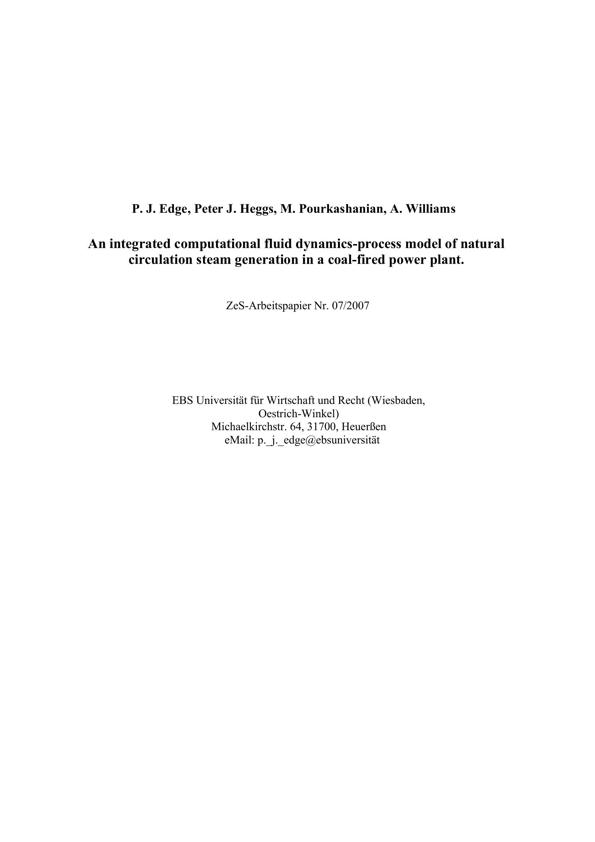 P. J. Edge, Peter J. Heggs, M. Pourkashanian, A. Williams
An integrated computational fluid dynamics-process model of natural
circulation steam generation in a coal-fired power plant.
ZeS-Arbeitspapier Nr. 07/2007
EBS Universität für Wirtschaft und Recht (Wiesbaden,
Oestrich-Winkel)
Michaelkirchstr. 64, 31700, Heuerßen
eMail: p._j._edge@ebsuniversität